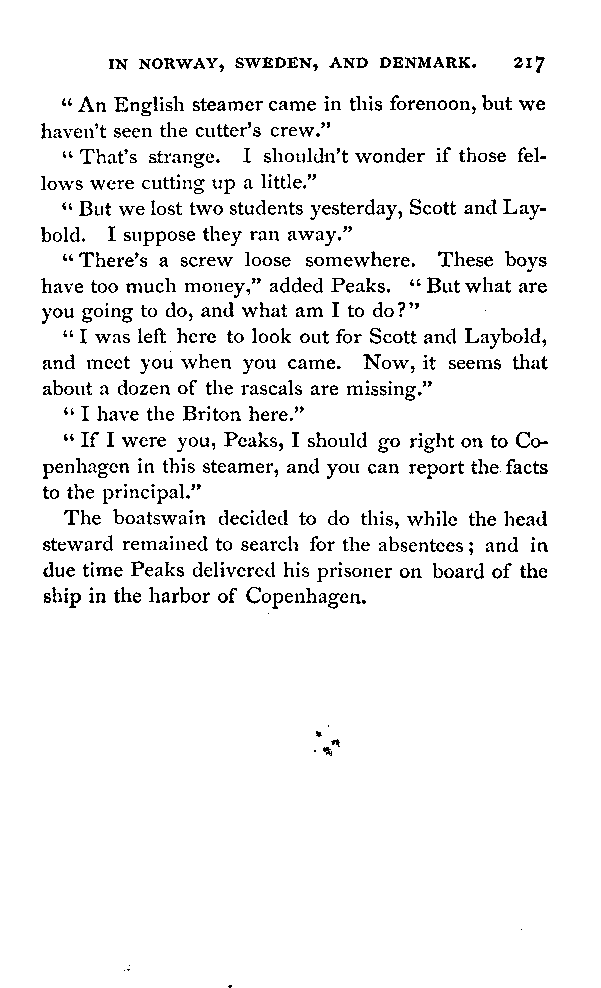 IN NORWAY, SWEDEN, AND DENMARK. 217
“ An English steamer came in this forenoon, but we
haven’t seen the cutter’s crew.”
“ That’s strange. I shouldn’t wonder if those fel-
lows were cutting up a little.”
“ But we lost two students yesterday, Scott and Lay-
bold. I suppose they ran away.”
“ There’s a screw loose somewhere. These boys
have too much money,” added Peaks. “ But what are
you going to do, and what am I to do?”
“ I was left here to look out for Scott and Laybold,
and meet you when you came. Now, it seems that
about a dozen of the rascals are missing.”
“ I have the Briton here.”
“ If I were you, Peaks, I should go right on to Co-
penhagen in this steamer, and you can report the facts
to the principal.”
The boatswain decided to do this, while the head
steward remained to search for the absentees; and in
due time Peaks delivered his prisoner on board of the
ship in the harbor of Copenhagen.